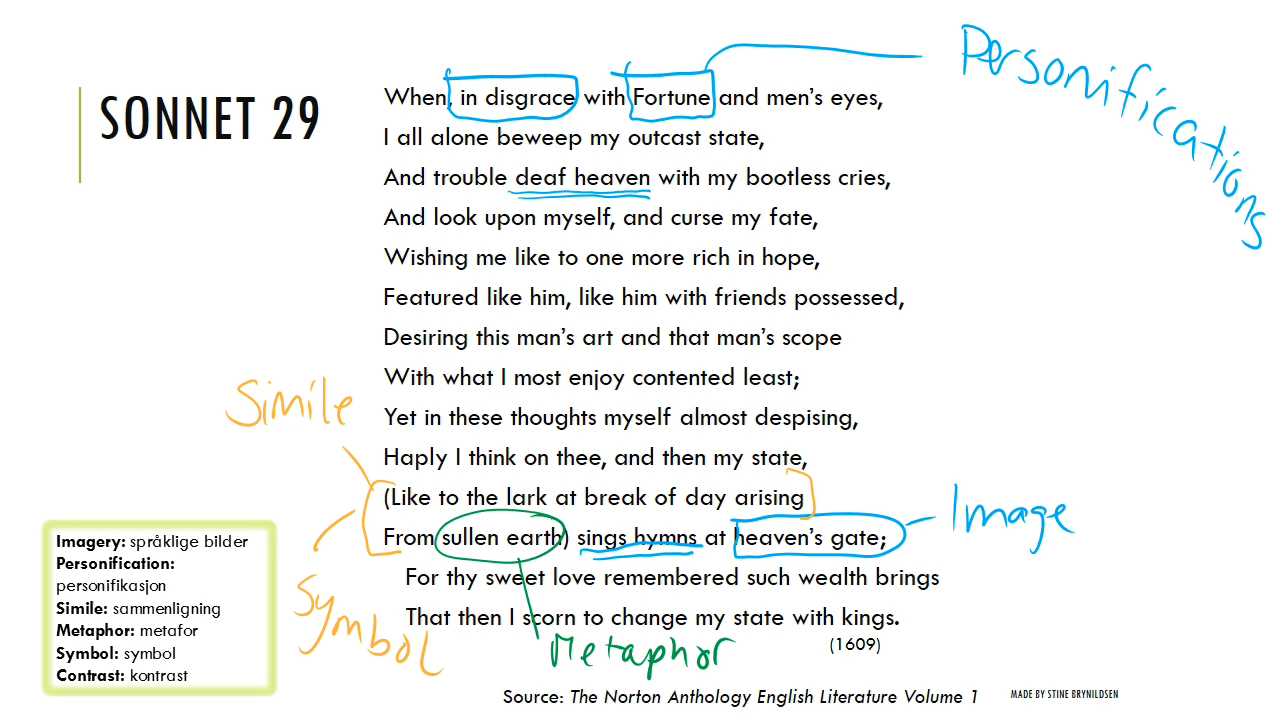 SONNET 29
When, in disgrace with Fortune and men's eyes,
I all alone beweep my outcast state,
And trouble deaf heaven with my bootless cries,
And look upon myself, and curse my fate,
Wishing me like to one more rich in hope,
Featured like him, like him with friends possessed,
Desiring this man's art and that man's scope
With what I most enjoy contented least;
Yet in these thoughts myself almost despising,
Haply I think on thee, and then my state,
(Like to the lark at break of day arising
From sullen earth) sings hymns at heaven's gate;
For thy sweet love remembered such wealth brings
That then I scorn to change my state with kings.
(1609)
Personifications
Simile
Image
Symbol
Metaphor
Imagery: språklige bilder
Personification:
personifikasjon
Simile: sammenligning
Metaphor: metafor
Symbol: symbol
Contrast: kontrast
Source: The Norton Anthology English Literature Volume 1
MADE BY STINE BRYNILDSEN